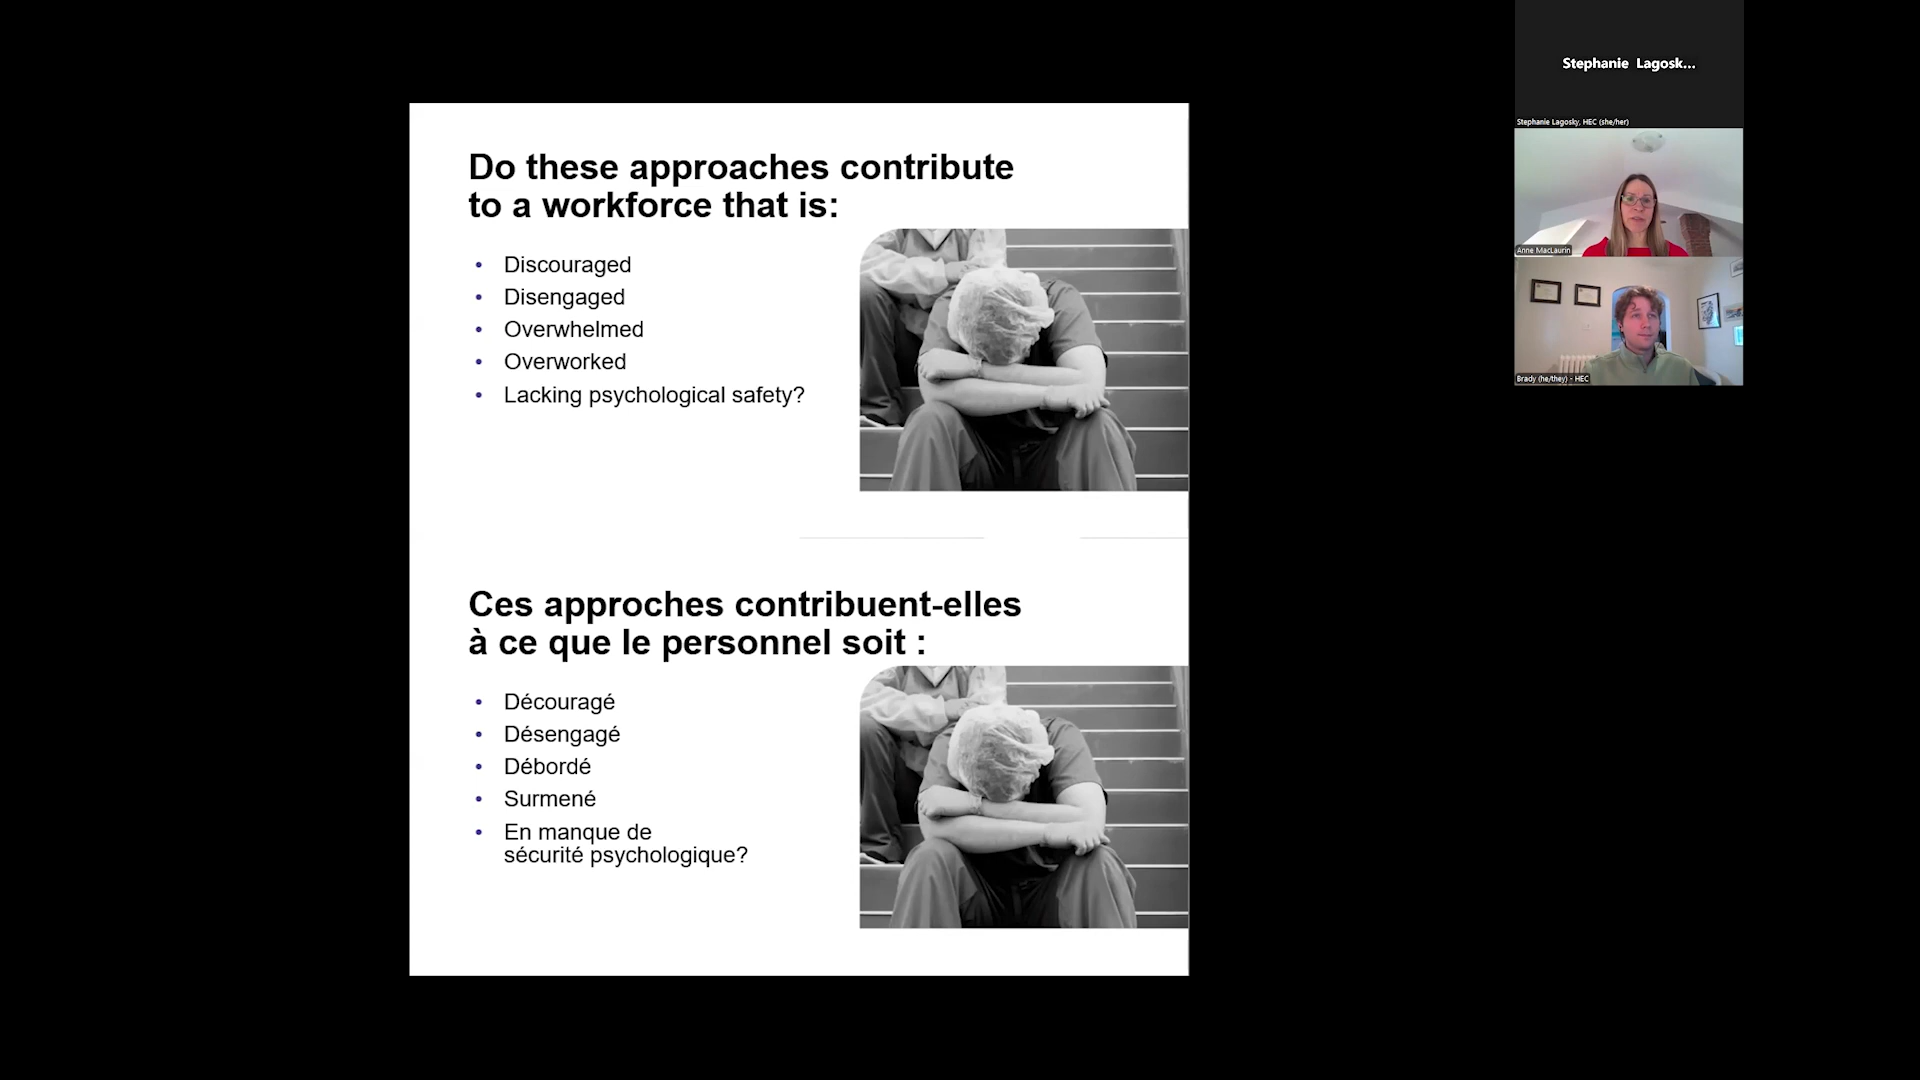 Do these approaches contribute
to a workforce that is:
• Discouraged
• Disengaged
• Overwhelmed
• Overworked
• Lacking psychological safety?
Ces approches contribuent-elles
à ce que le personnel soit :
• Découragé
• Désengagé
• Débordé
• Surmené
• En manque de
sécurité psychologique?
Stephanie Lagosk...
Stephanie Lagosky, HEC (she/her)
Anne MacLaurin
Brady (he/they) - HEC